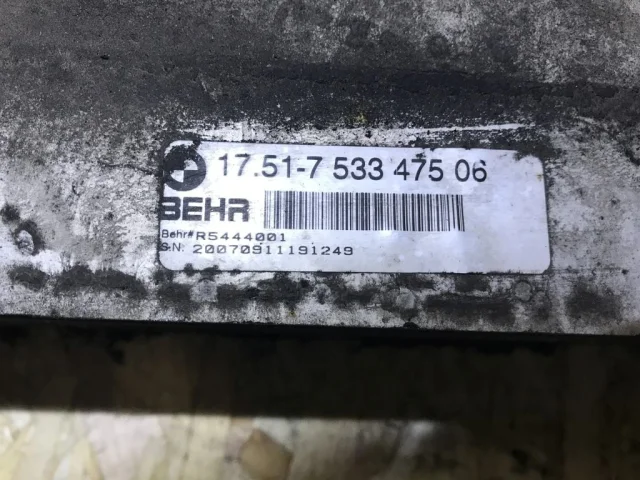 17.51-7 533 475 06
BEHR
Behr# R5444001
S.N. 20070911191249